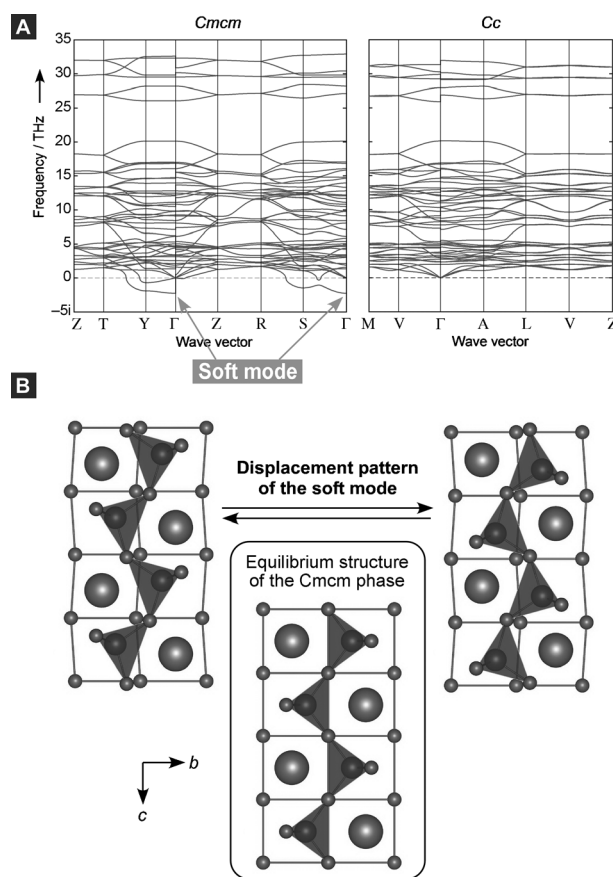 A
Cmcm
Cc
Frequency / THz
35
30
25
20
15
10
5
0
−5i
Z T Y Γ Z R S Γ
M V Γ A L V Z
Wave vector
Wave vector
Soft mode
B
Displacement pattern
of the soft mode
Equilibrium structure
of the Cmcm phase
b
c